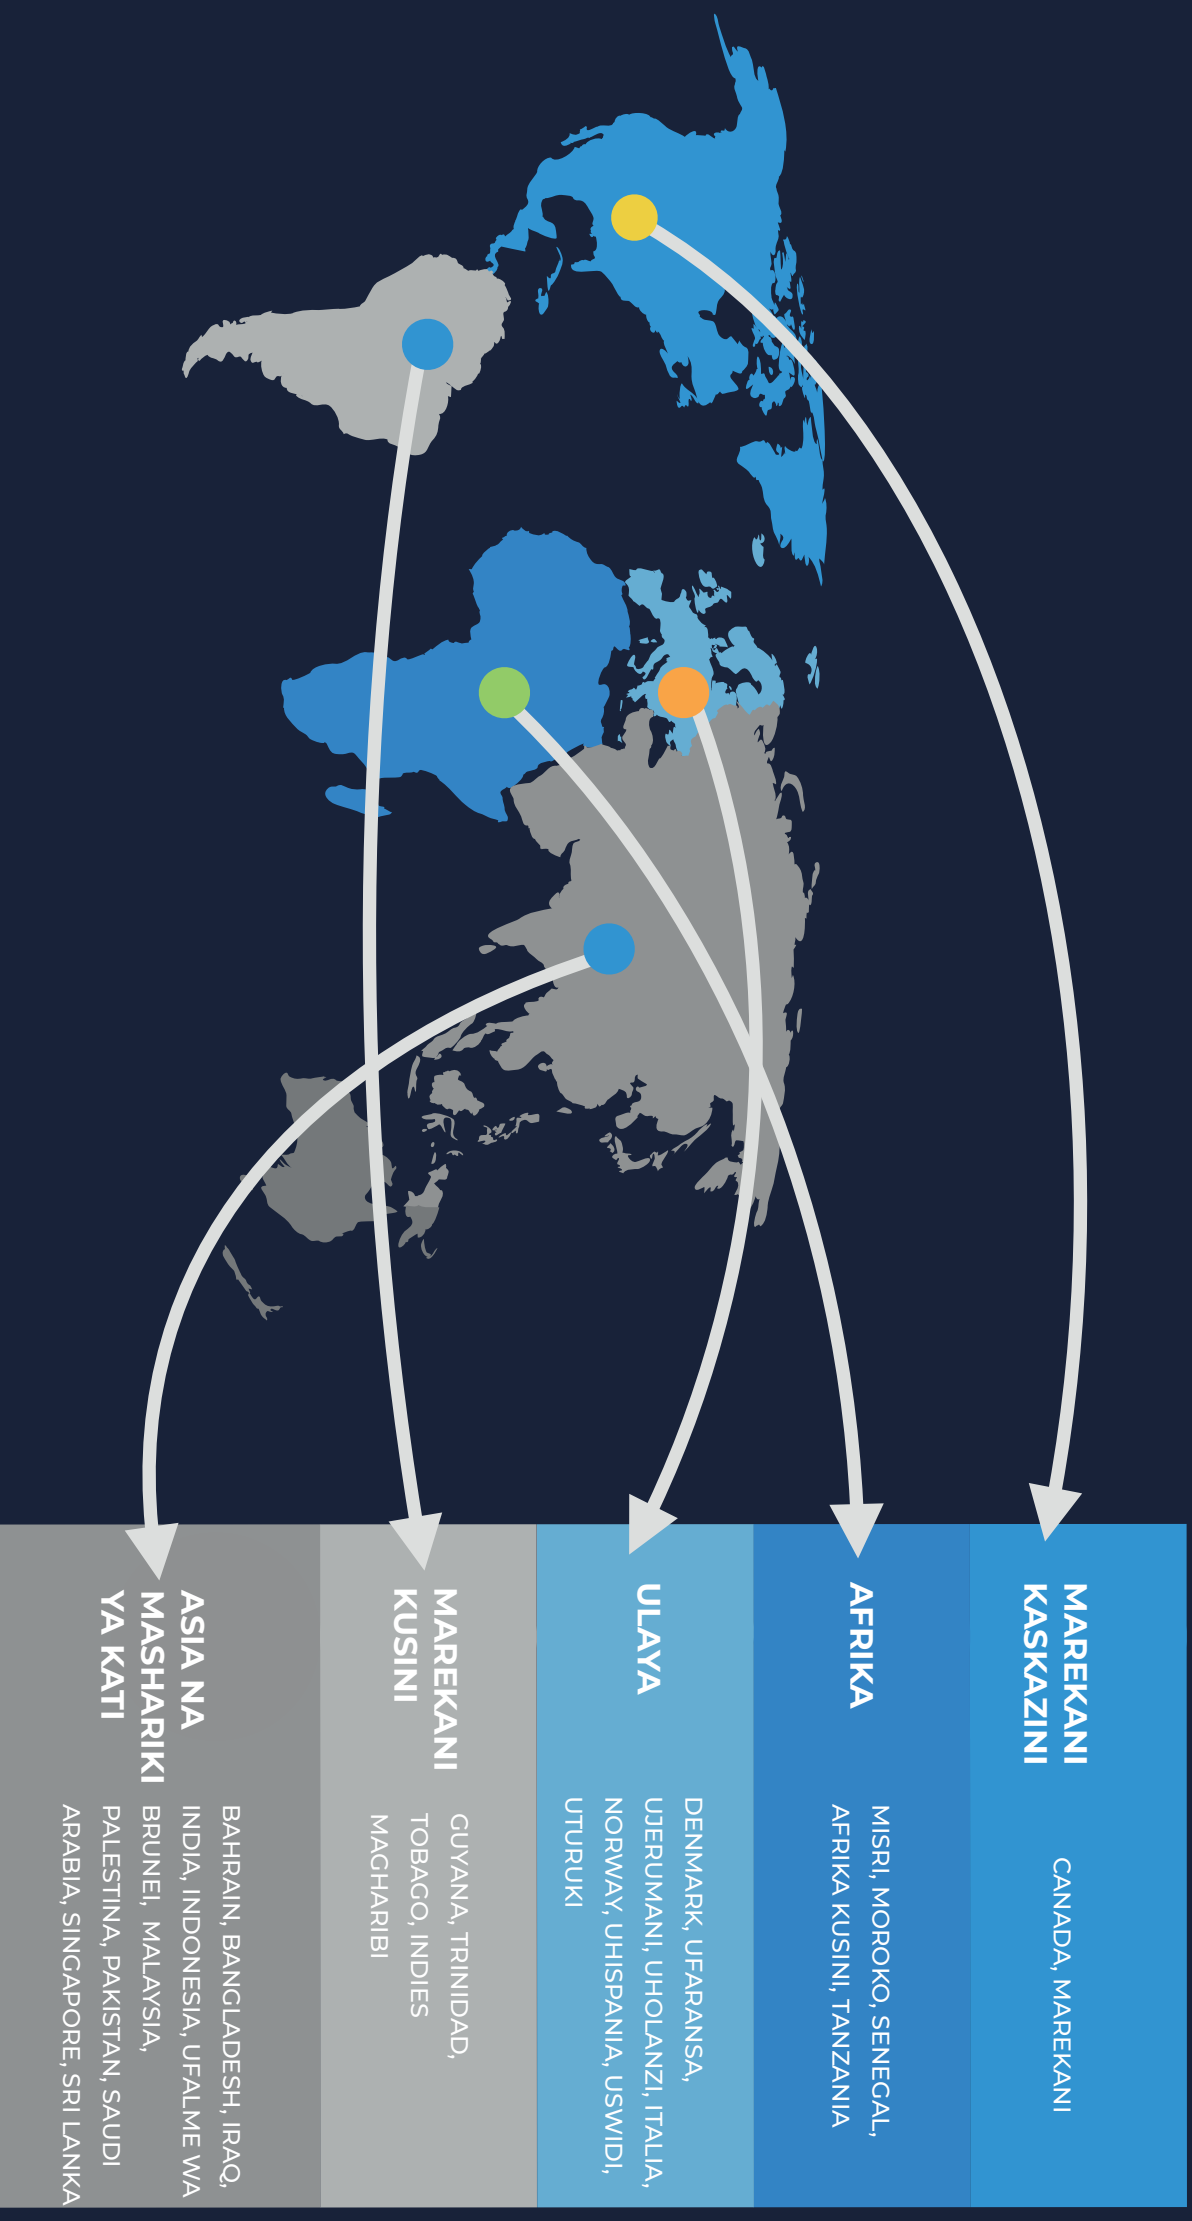 MAREKANI
KASKAZINI
CANADA, MAREKANI
AFRIKA
MISRI, MOROKO, SENEGAL,
AFRIKA KUSINI, TANZANIA
ULAYA
DENMARK, UFARANSA,
UJERUMANI, UHOLANZI, ITALIA,
NORWAY, UHISPANIA, USWIDI,
UTURUKI
MAREKANI
KUSINI
GUYANA, TRINIDAD,
TOBAGO, INDIES
MAGHARIBI
ASIA NA
MASHARIKI
YA KATI
BAHRAIN, BANGLADESH, IRAQ,
INDIA, INDONESIA, UFALME WA
BRUNEI, MALAYSIA,
PALESTINA, PAKISTAN, SAUDI
ARABIA, SINGAPORE, SRI LANKA